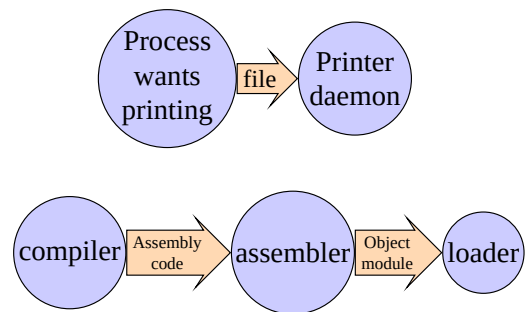 Process
wants
printing
file
Printer
daemon
compiler
Assembly
code
assembler
Object
module
loader